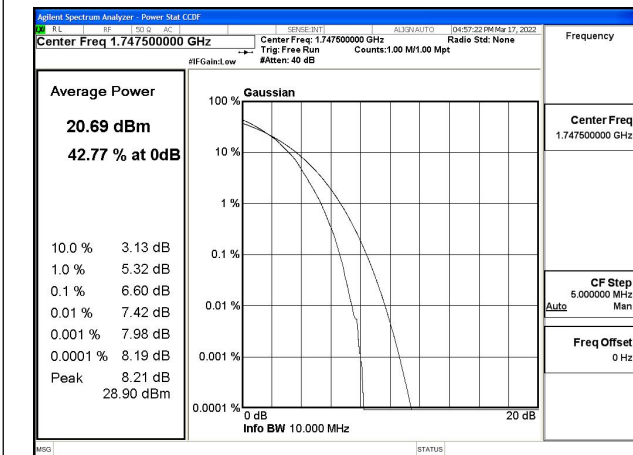 Agilent Spectrum Analyzer - Power Stat CCDF
RL RF 50 Ω AC SENSE:INT ALIGN AUTO 04:57:22 PM Mar 17, 2022
Center Freq 1.747500000 GHz
Center Freq: 1.747500000 GHz Radio Std: None
Trig: Free Run Counts:1.00 M/1.00 Mpt
#IFGain:Low #Atten: 40 dB
Frequency
Center Freq
1.747500000 GHz
CF Step
5.000000 MHz
Auto Man
Freq Offset
0 Hz
Average Power
20.69 dBm
42.77 % at 0dB
10.0 % 3.13 dB
1.0 % 5.32 dB
0.1 % 6.60 dB
0.01 % 7.42 dB
0.001 % 7.98 dB
0.0001 % 8.19 dB
Peak 8.21 dB
28.90 dBm
Gaussian
100 %
10 %
1 %
0.1 %
0.01 %
0.001 %
0.0001 %
0 dB 20 dB
Info BW 10.000 MHz
MSG STATUS